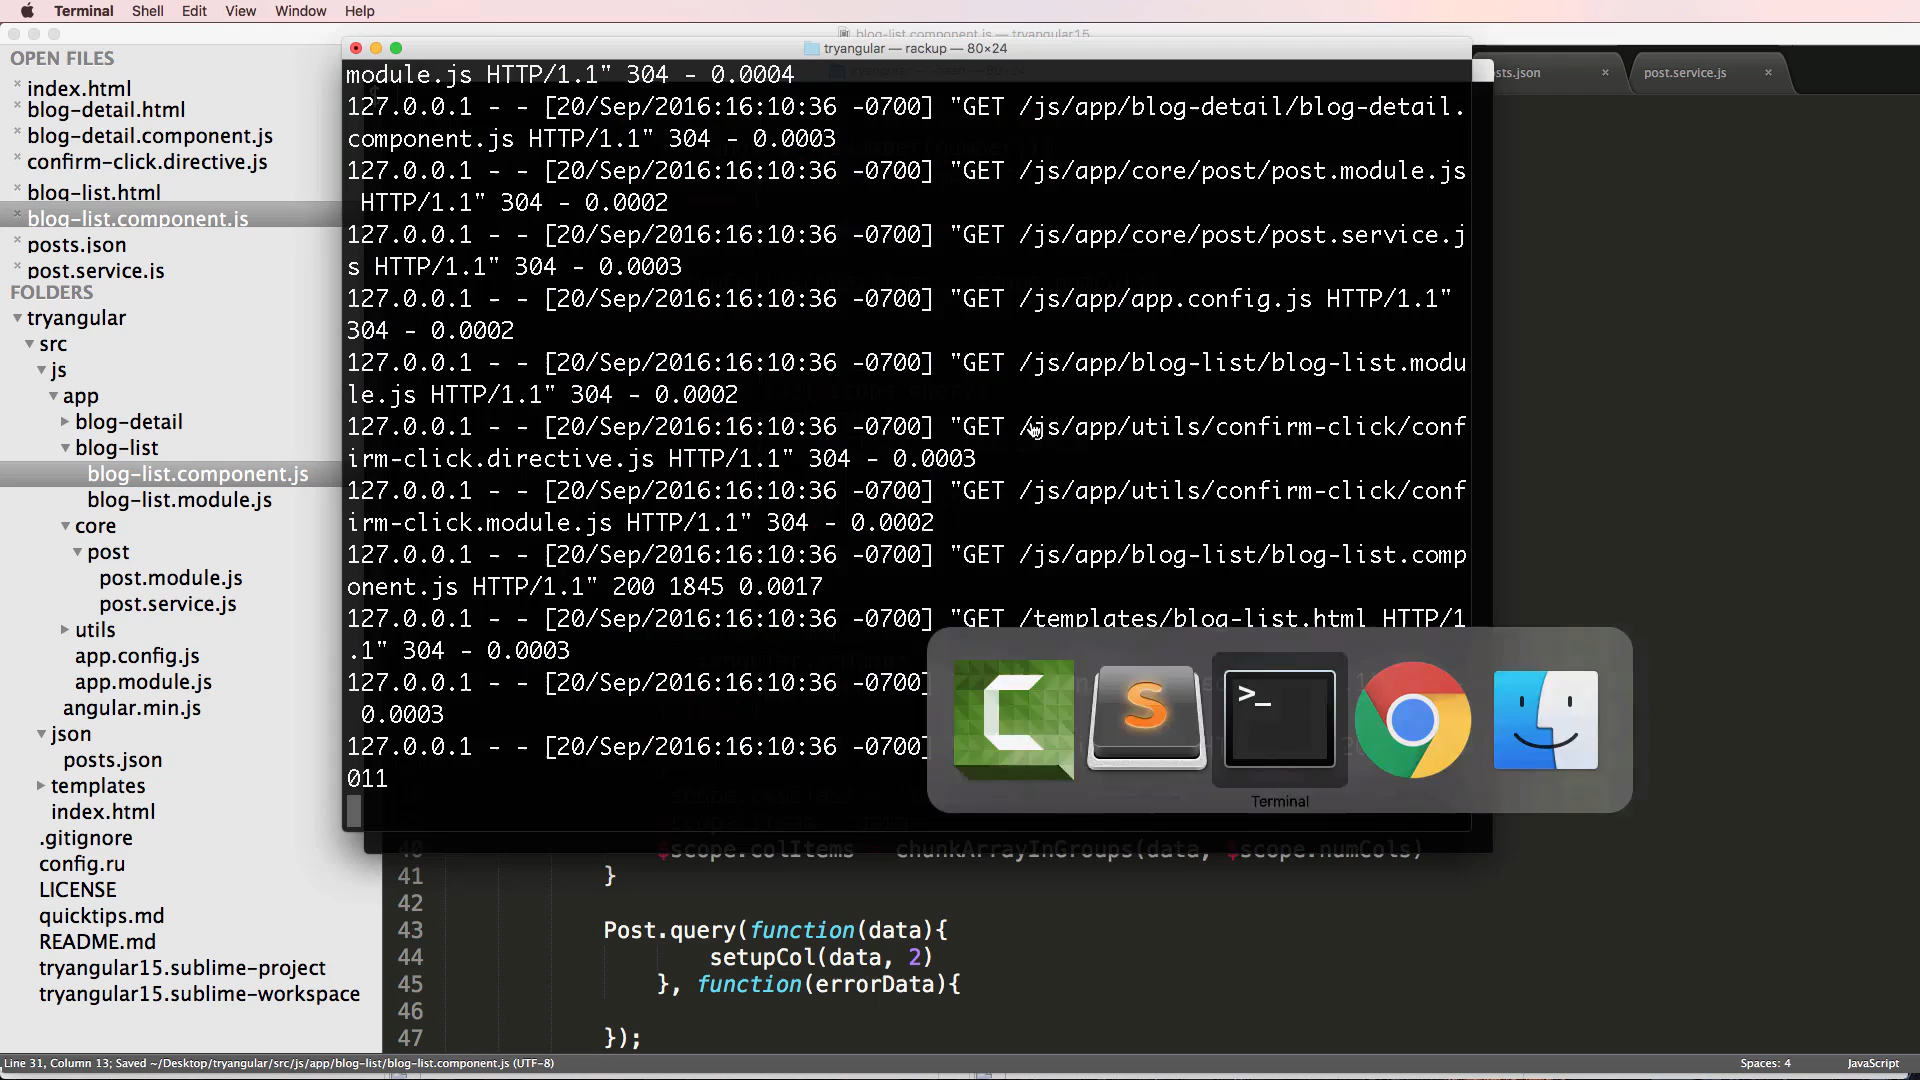 Terminal Shell Edit View Window Help
blog-list.component.js — tryangular15
OPEN FILES
index.html
blog-detail.html
blog-detail.component.js
confirm-click.directive.js
blog-list.html
blog-list.component.js
posts.json
post.service.js
FOLDERS
tryangular
src
js
app
blog-detail
blog-list
blog-list.component.js
blog-list.module.js
core
post
post.module.js
post.service.js
utils
app.config.js
app.module.js
angular.min.js
json
posts.json
templates
index.html
.gitignore
config.ru
LICENSE
quicktips.md
README.md
tryangular15.sublime-project
tryangular15.sublime-workspace
tryangular — rackup — 80×24
sts.json
post.service.js
module.js HTTP/1.1" 304 - 0.0004
127.0.0.1 - - [20/Sep/2016:16:10:36 -0700] "GET /js/app/blog-detail/blog-detail.
component.js HTTP/1.1" 304 - 0.0003
127.0.0.1 - - [20/Sep/2016:16:10:36 -0700] "GET /js/app/core/post/post.module.js
HTTP/1.1" 304 - 0.0002
127.0.0.1 - - [20/Sep/2016:16:10:36 -0700] "GET /js/app/core/post/post.service.j
s HTTP/1.1" 304 - 0.0003
127.0.0.1 - - [20/Sep/2016:16:10:36 -0700] "GET /js/app/app.config.js HTTP/1.1"
304 - 0.0002
127.0.0.1 - - [20/Sep/2016:16:10:36 -0700] "GET /js/app/blog-list/blog-list.modu
le.js HTTP/1.1" 304 - 0.0002
127.0.0.1 - - [20/Sep/2016:16:10:36 -0700] "GET /js/app/utils/confirm-click/conf
irm-click.directive.js HTTP/1.1" 304 - 0.0003
127.0.0.1 - - [20/Sep/2016:16:10:36 -0700] "GET /js/app/utils/confirm-click/conf
irm-click.module.js HTTP/1.1" 304 - 0.0002
127.0.0.1 - - [20/Sep/2016:16:10:36 -0700] "GET /js/app/blog-list/blog-list.comp
onent.js HTTP/1.1" 200 1845 0.0017
127.0.0.1 - - [20/Sep/2016:16:10:36 -0700] "GET /templates/blog-list.html HTTP/1
.1" 304 - 0.0003
127.0.0.1 - - [20/Sep/2016:16:10:36 -0700]
0.0003
127.0.0.1 - - [20/Sep/2016:16:10:36 -0700]
011
>_
Terminal
40 $scope.colItems = chunkArrayInGroups(data, $scope.numCols)
41 }
42
43 Post.query(function(data){
44 setupCol(data, 2)
45 }, function(errorData){
46
47 });
Line 31, Column 13; Saved ~/Desktop/tryangular/src/js/app/blog-list/blog-list.component.js (UTF-8)
Spaces: 4
JavaScript